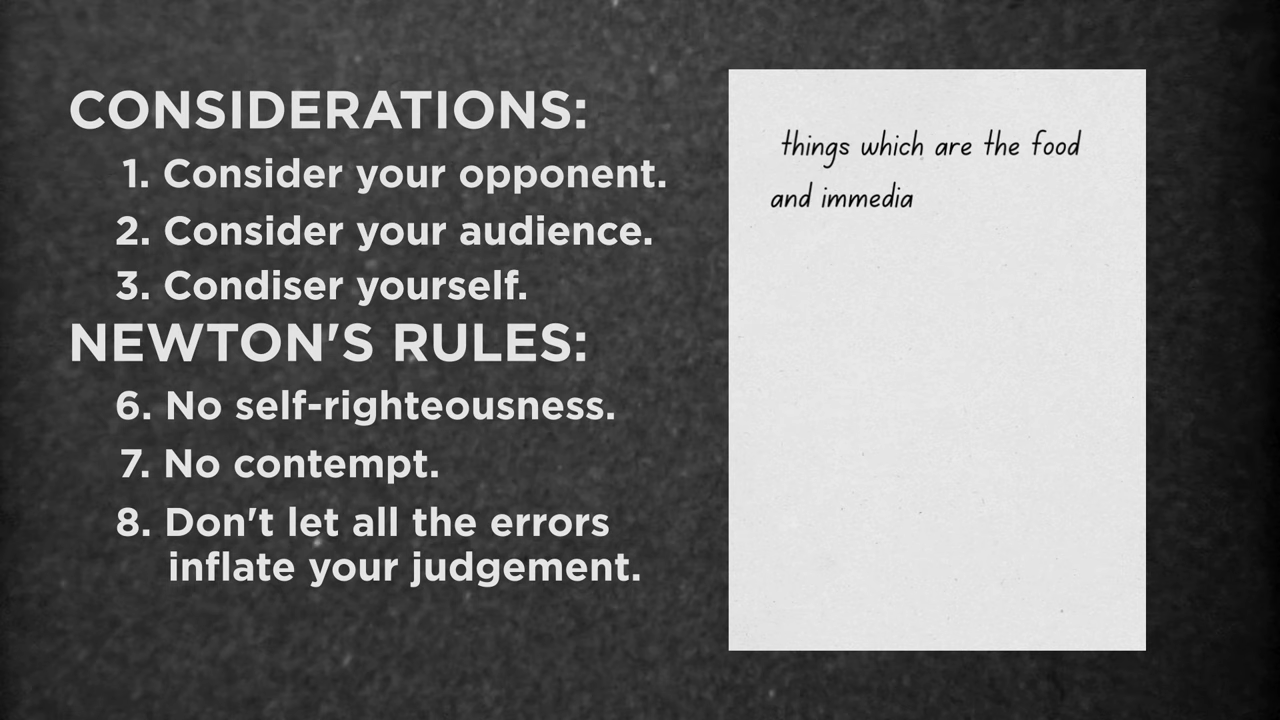 CONSIDERATIONS:
1. Consider your opponent.
2. Consider your audience.
3. Condiser yourself.
NEWTON'S RULES:
6. No self-righteousness.
7. No contempt.
8. Don't let all the errors
inflate your judgement.
things which are the food
and immedia